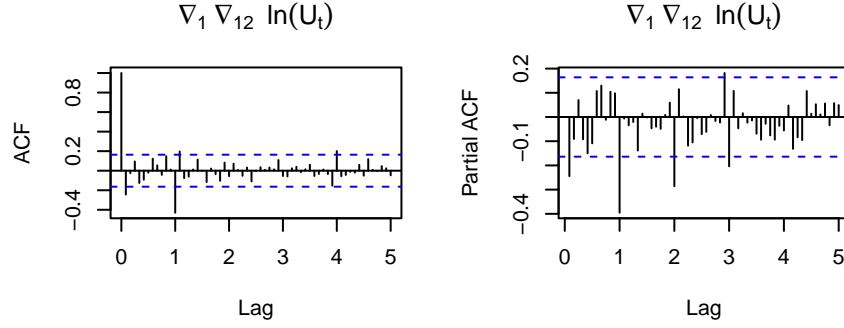 ∇₁ ∇₁₂ ln(Uₜ)
ACF
0.8
0.2
−0.4
0 1 2 3 4 5
Lag
∇₁ ∇₁₂ ln(Uₜ)
Partial ACF
0.2
−0.1
−0.4
0 1 2 3 4 5
Lag